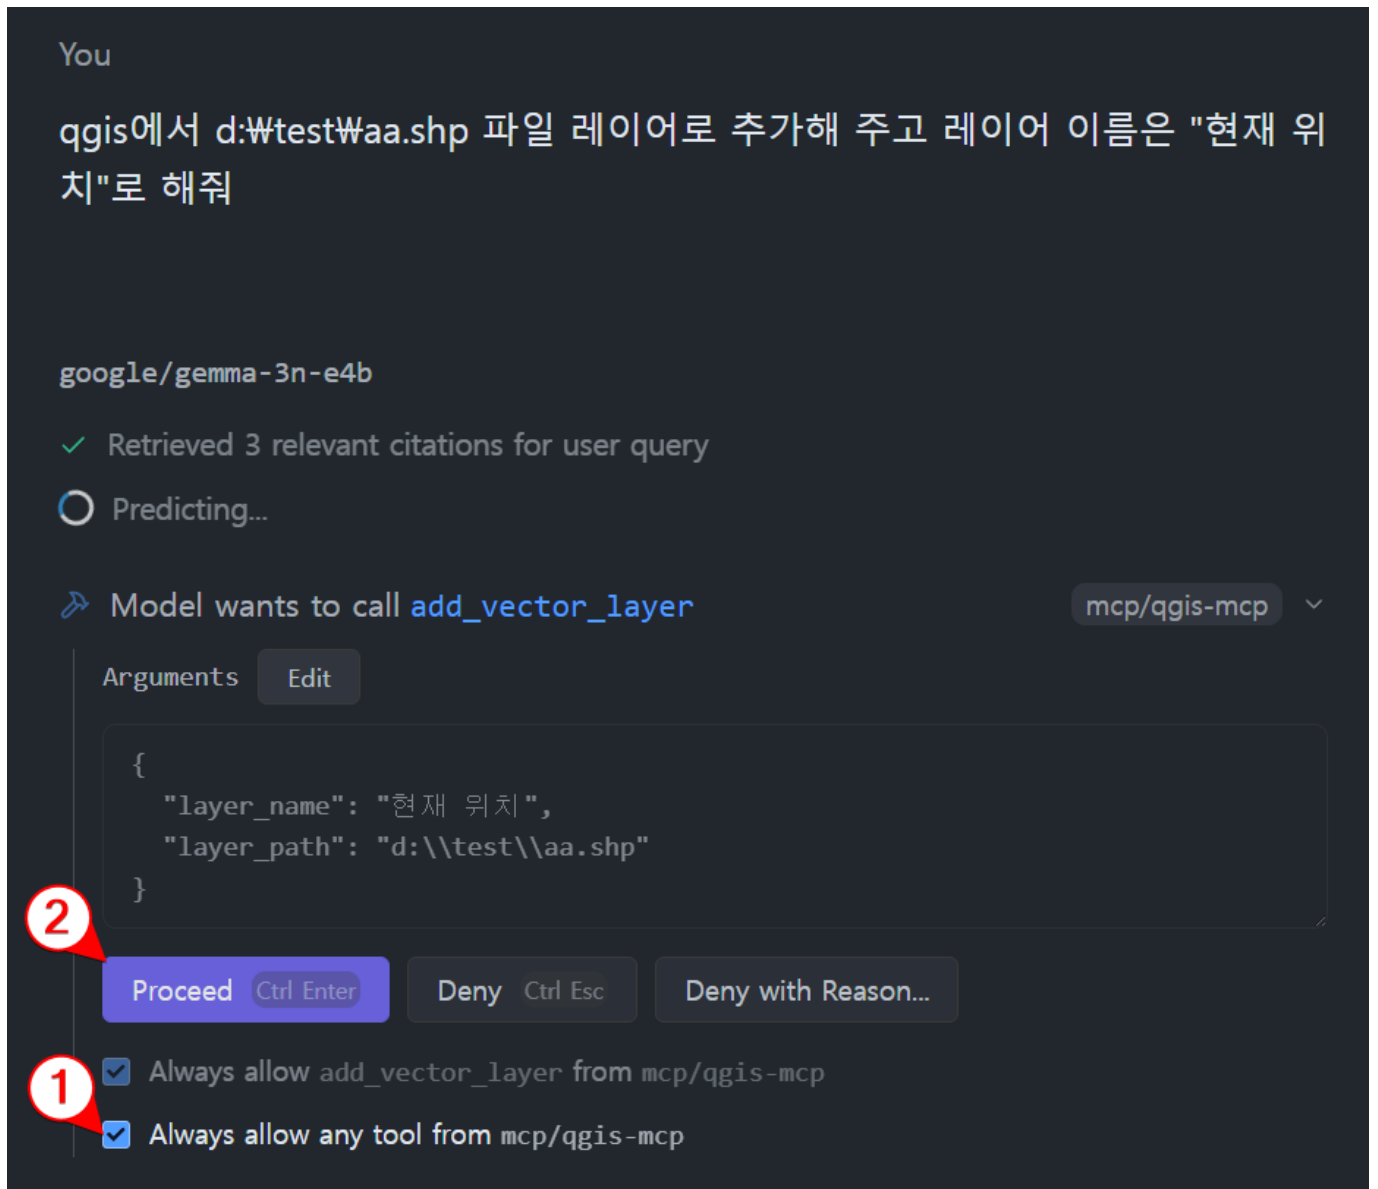 You
qgis에서 d:₩test₩aa.shp 파일 레이어로 추가해 주고 레이어 이름은 "현재 위
치"로 해줘
google/gemma-3n-e4b
Retrieved 3 relevant citations for user query
Predicting...
Model wants to call add_vector_layer mcp/qgis-mcp
Arguments Edit
{
"layer_name": "현재 위치",
"layer_path": "d:\\test\\aa.shp"
}
2
Proceed Ctrl Enter Deny Ctrl Esc Deny with Reason...
1
Always allow add_vector_layer from mcp/qgis-mcp
Always allow any tool from mcp/qgis-mcp